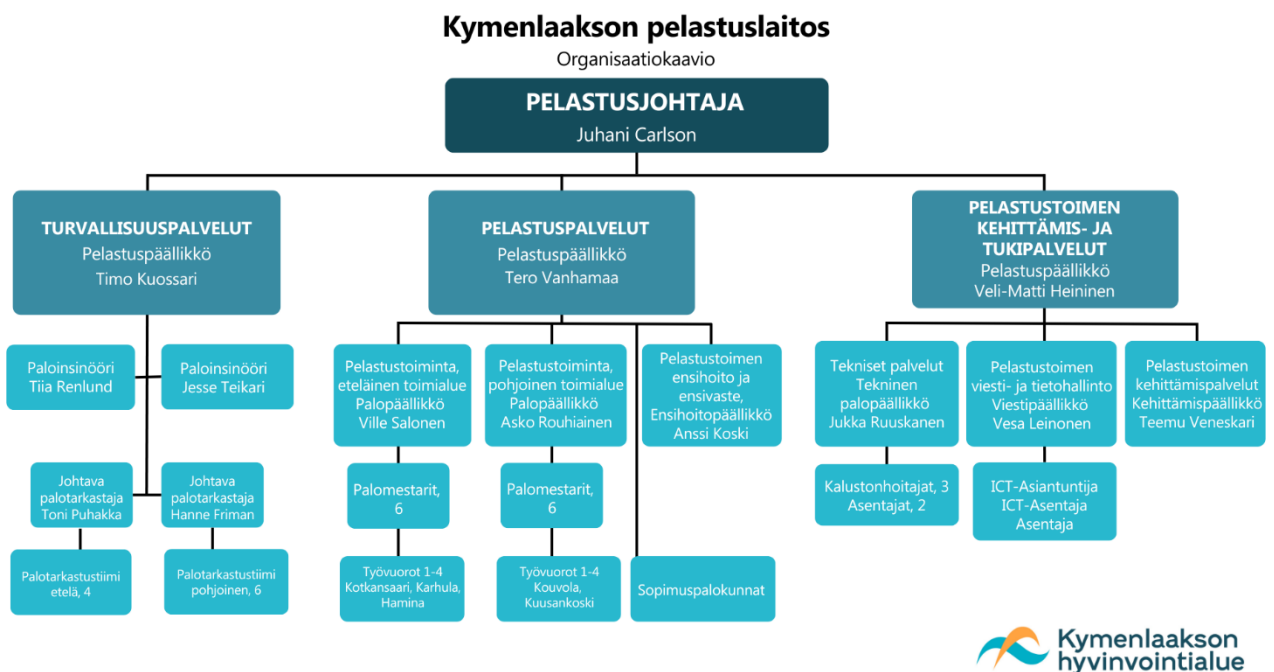 Kymenlaakson pelastuslaitos
Organisaatiokaavio
PELASTUSJOHTAJA
Juhani Carlson
TURVALLISUUSPALVELUT
Pelastuspäällikkö
Timo Kuossari
PELASTUSPALVELUT
Pelastuspäällikkö
Tero Vanhamaa
PELASTUSTOIMEN
KEHITTÄMIS- JA
TUKIPALVELUT
Pelastuspäällikkö
Veli-Matti Heininen
Paloinsinööri
Tiia Renlund
Paloinsinööri
Jesse Teikari
Pelastustoiminta,
eteläinen toimialue
Palopäällikkö
Ville Salonen
Pelastustoiminta,
pohjoinen toimialue
Palopäällikkö
Asko Rouhiainen
Pelastustoimen
ensihoito ja
ensivaste,
Ensihoitopäällikkö
Anssi Koski
Tekniset palvelut
Tekninen
palopäällikkö
Jukka Ruuskanen
Pelastustoimen
viesti- ja tietohallinto
Viestipäällikkö
Vesa Leinonen
Pelastustoimen
kehittämispalvelut
Kehittämispäällikkö
Teemu Veneskari
Johtava
palotarkastaja
Toni Puhakka
Johtava
palotarkastaja
Hanne Friman
Palomestarit,
6
Palomestarit,
6
Kalustonhoitajat, 3
Asentajat, 2
ICT-Asiantuntija
ICT-Asentaja
Asentaja
Palotarkastustiimi
etelä, 4
Palotarkastustiimi
pohjoinen, 6
Työvuorot 1-4
Kotkansaari, Karhula,
Hamina
Työvuorot 1-4
Kouvola,
Kuusankoski
Sopimuspalokunnat
Kymenlaakson
hyvinvointialue